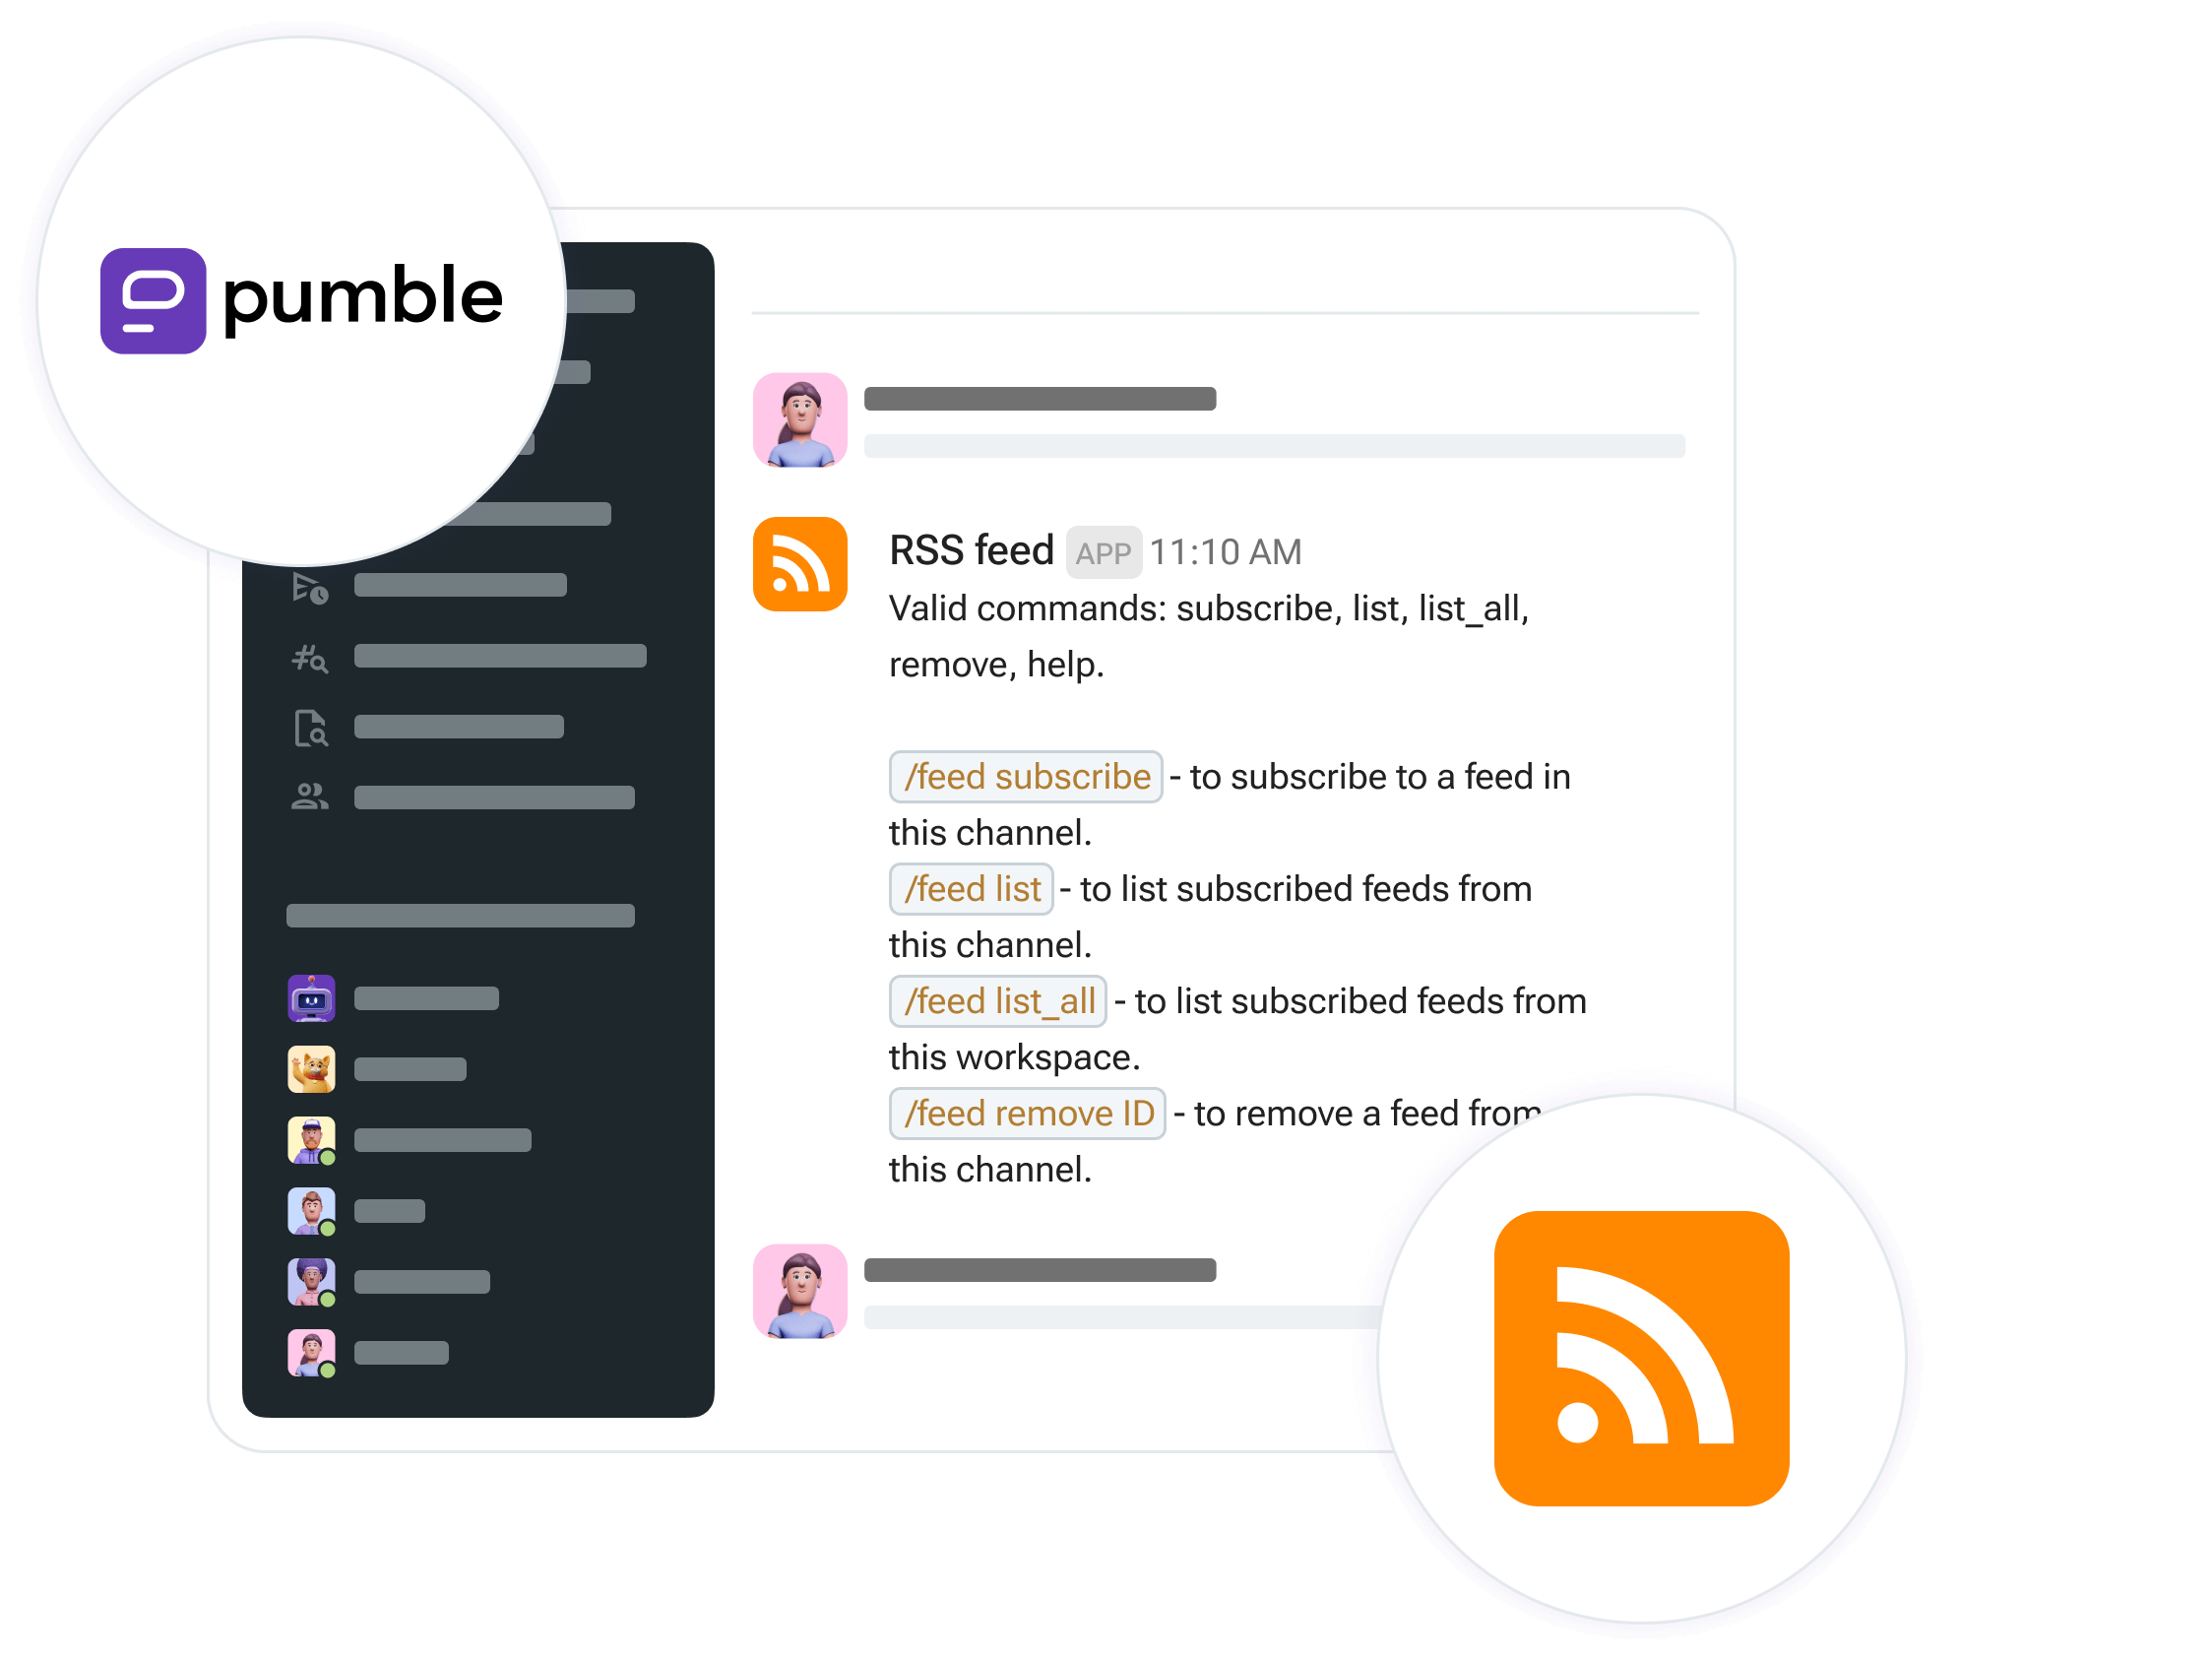 pumble
RSS feed APP 11:10 AM
Valid commands: subscribe, list, list_all,
remove, help.
/feed subscribe - to subscribe to a feed in
this channel.
/feed list - to list subscribed feeds from
this channel.
/feed list_all - to list subscribed feeds from
this workspace.
/feed remove ID - to remove a feed from
this channel.